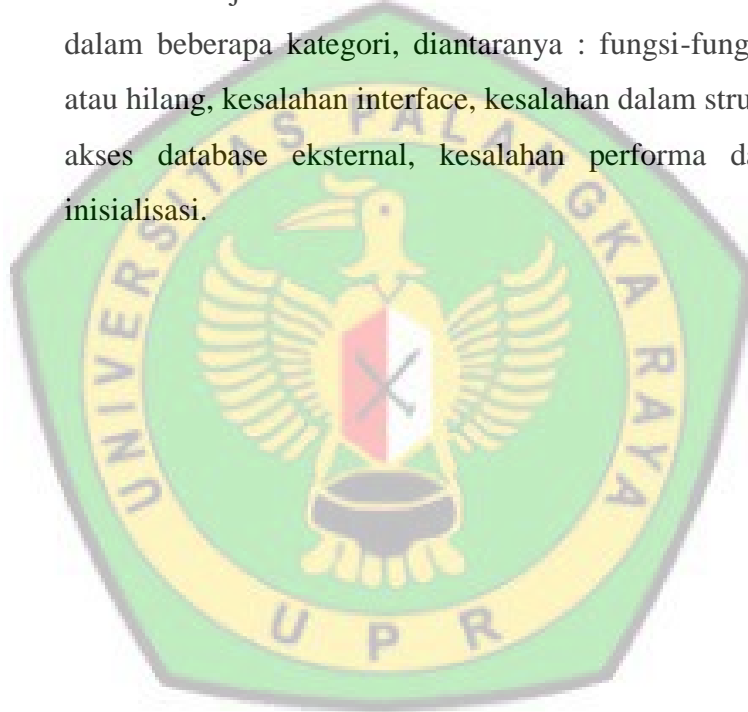 dalam beberapa kategori, diantaranya : fungsi-fung
atau hilang, kesalahan interface, kesalahan dalam stru
akses database eksternal, kesalahan performa da
inisialisasi.
UNIVERSITAS PALANGKA RAYA
UPR